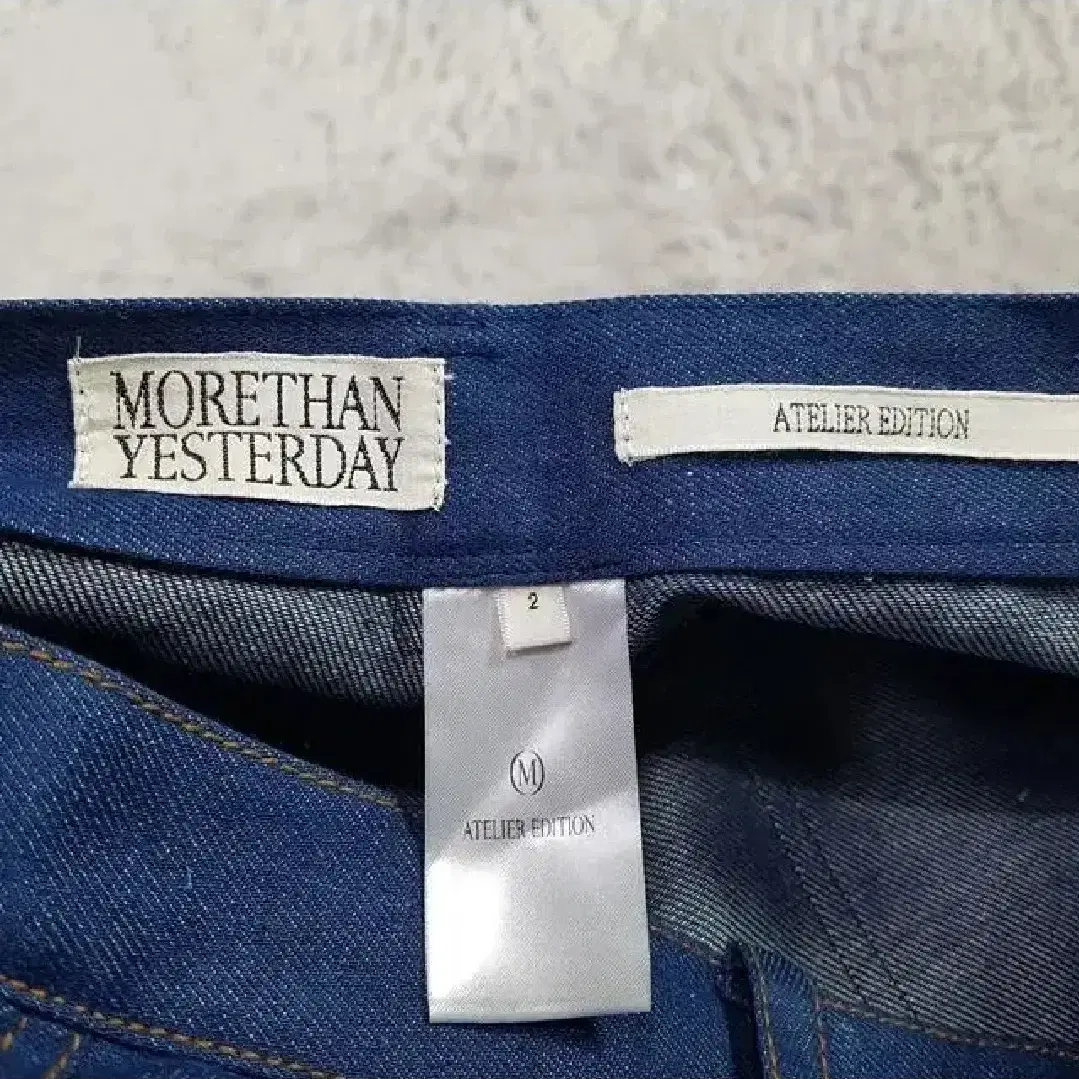 MORETHAN
YESTERDAY
ATELIER EDITION
2
M
ATELIER EDITION